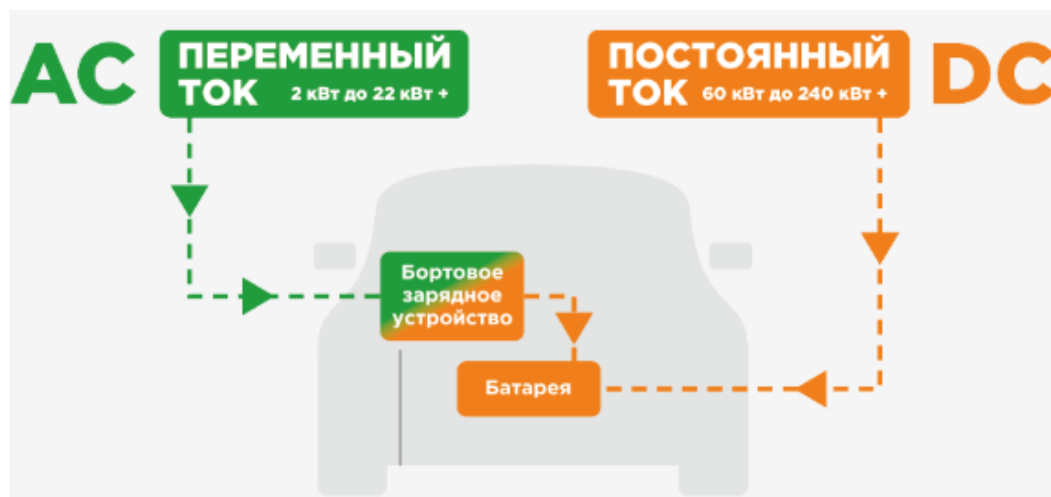 AC
ПЕРЕМЕННЫЙ
ТОК 2 кВт до 22 кВт +
ПОСТОЯННЫЙ
ТОК 60 кВт до 240 кВт +
DC
Бортовое
зарядное
устройство
Батарея